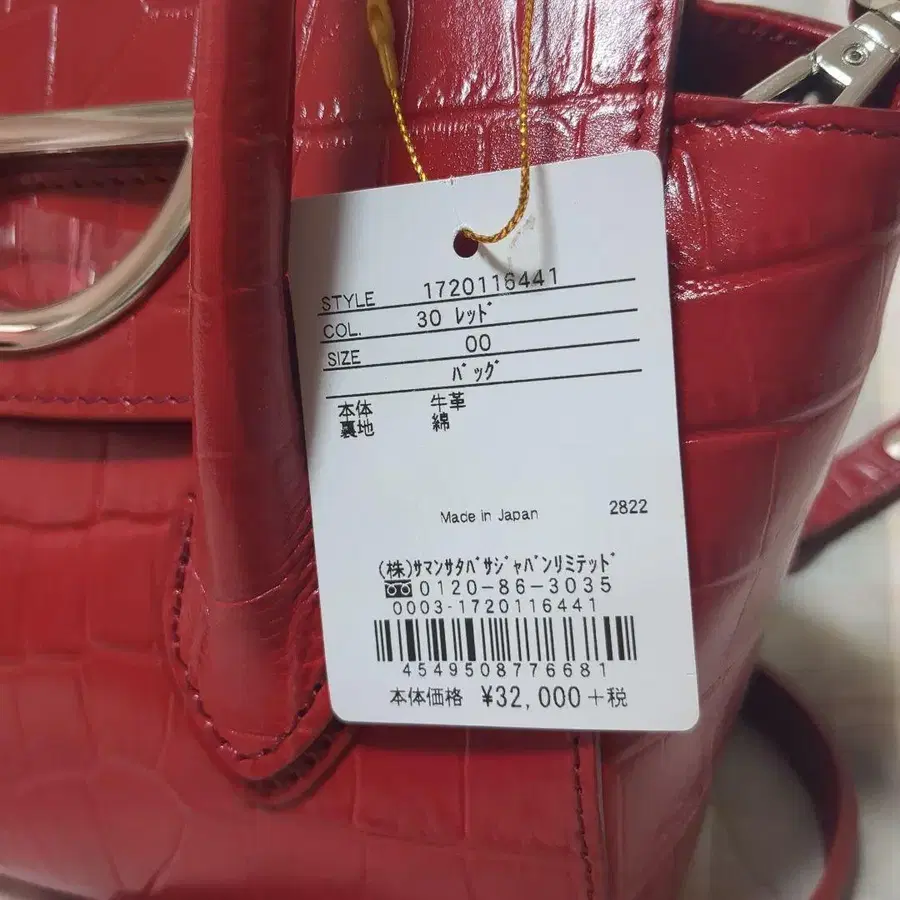 STYLE 1720116441
COL. 30 ﾚｯﾄﾞ
SIZE 00
ﾊﾞｯｸﾞ
本体 牛革
裏地 綿
Made in Japan 2822
(株)ｻﾏﾝｻﾀﾊﾞｻｼﾞｬﾊﾟﾝﾘﾐﾃｯﾄﾞ
0120-86-3035
0003-1720116441
4549508776681
本体価格 ¥32,000+税